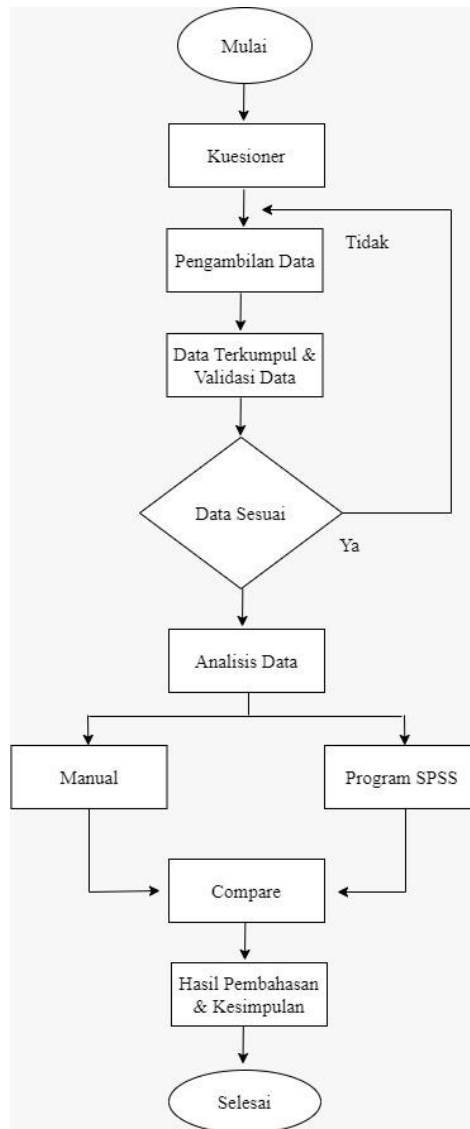 Mulai
Kuesioner
Tidak
Pengambilan Data
Data Terkumpul &
Validasi Data
Data Sesuai
Ya
Analisis Data
Manual
Program SPSS
Compare
Hasil Pembahasan
& Kesimpulan
Selesai